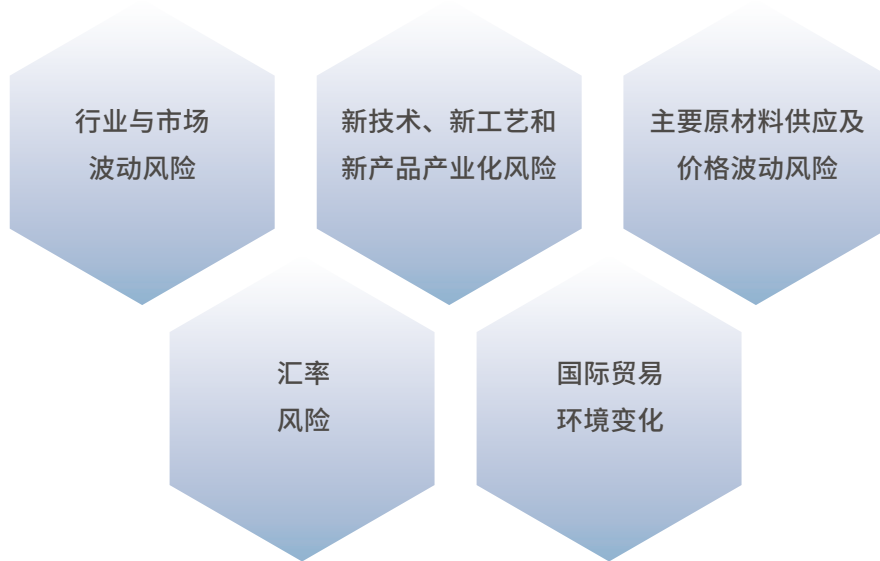 行业与市场
波动风险
新技术、新工艺和
新产品产业化风险
主要原材料供应及
价格波动风险
汇率
风险
国际贸易
环境变化